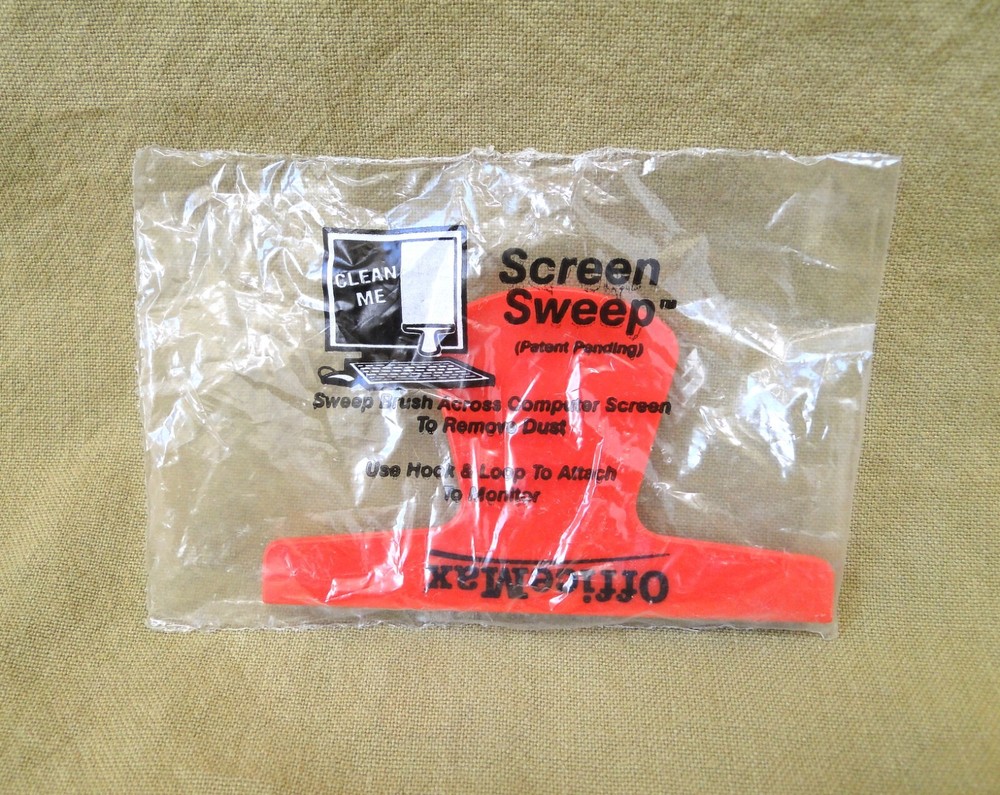 CLEAN
ME
Screen
Sweep™
(Patent Pending)
Sweep Brush Across Computer Screen
To Remove Dust
Use Hook & Loop To Attach
To Monitor
OfficeMax